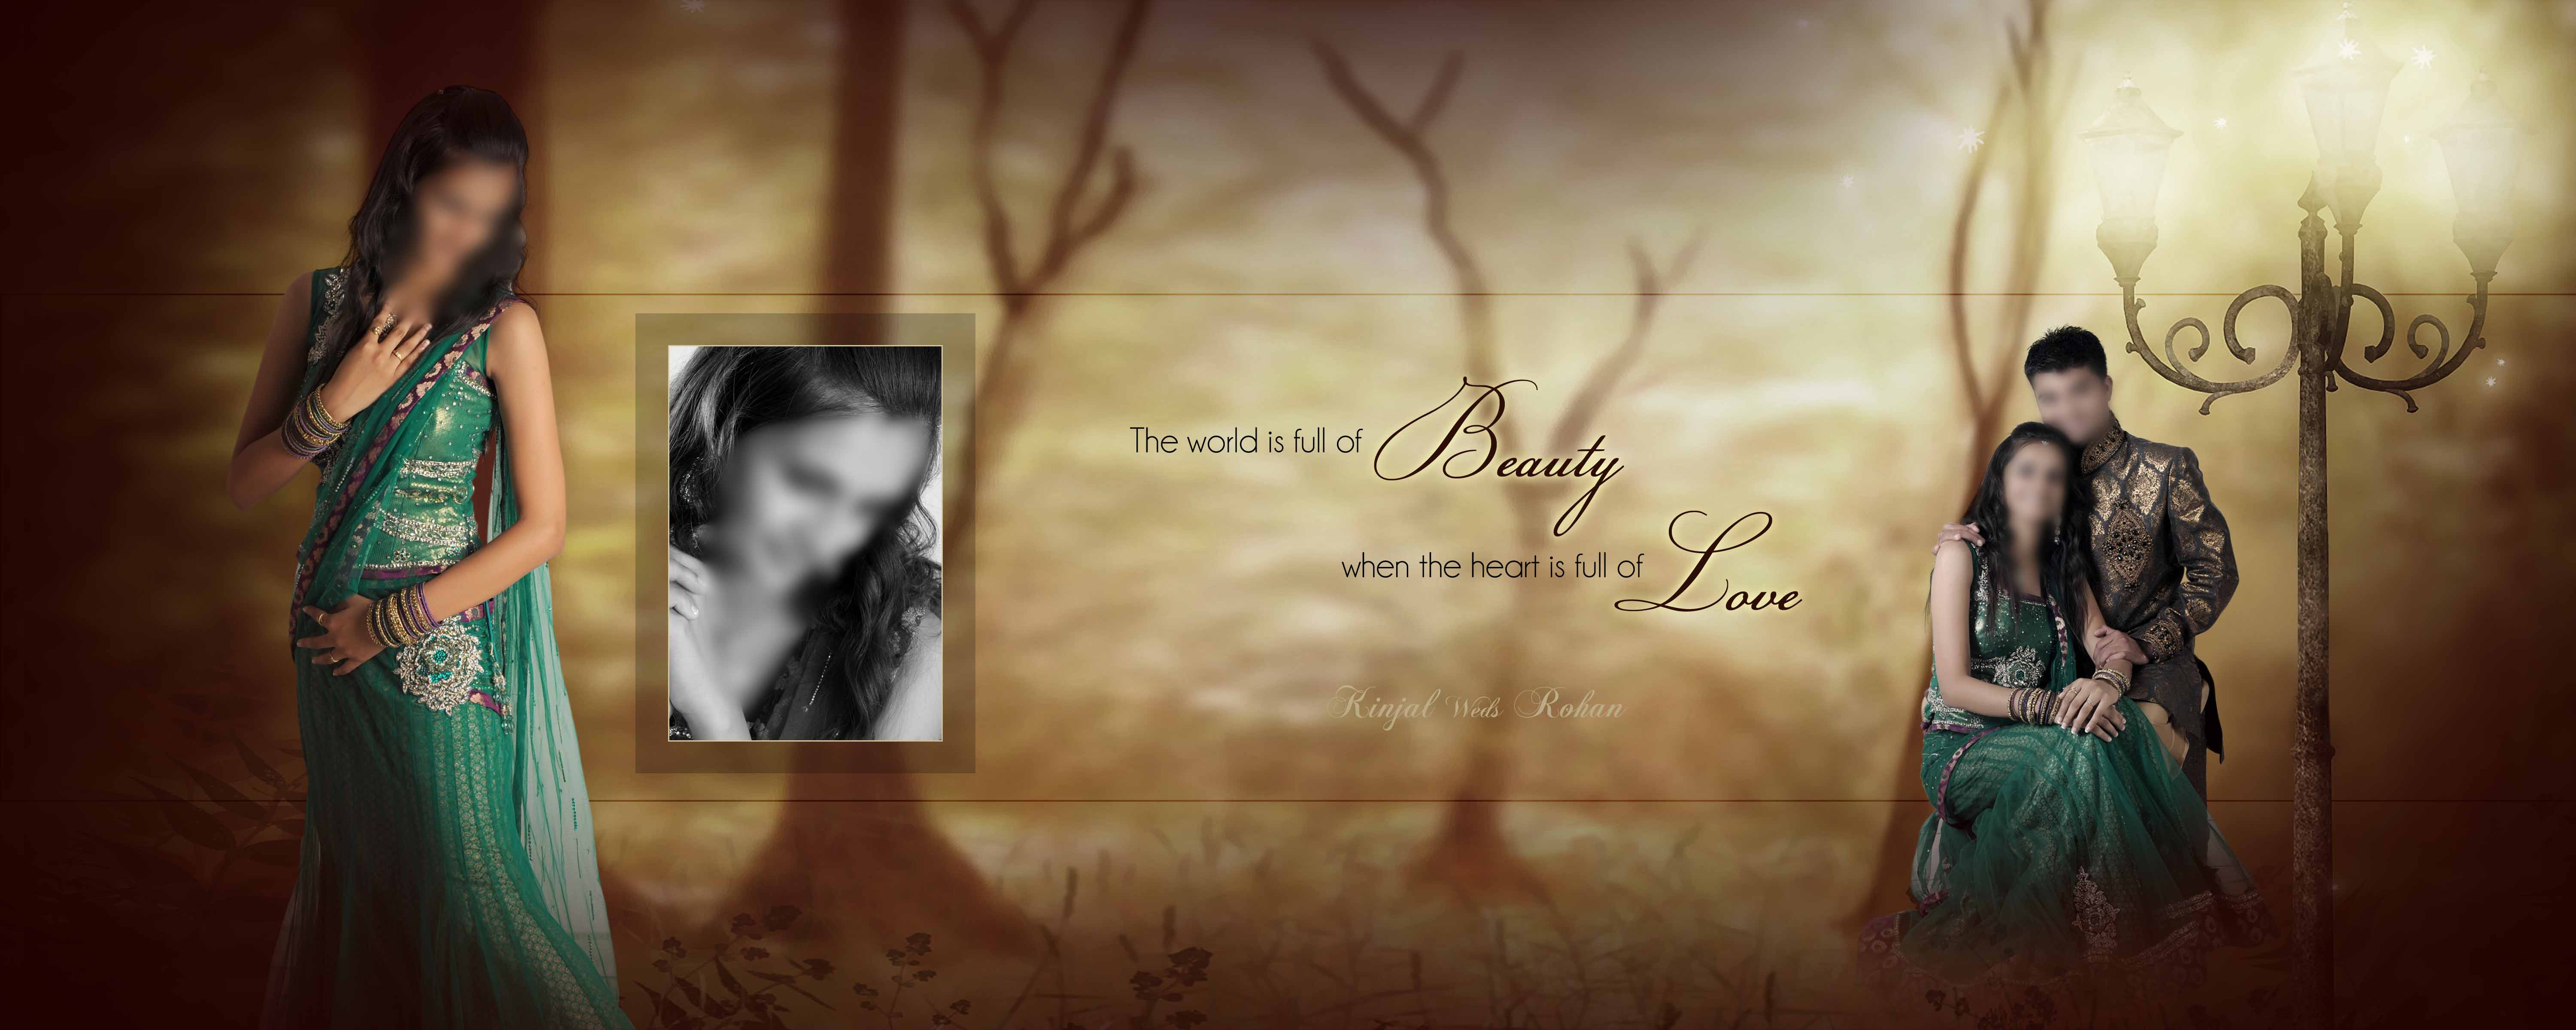 The world is full of Beauty
when the heart is full of Love
Kinjal Weds Rohan